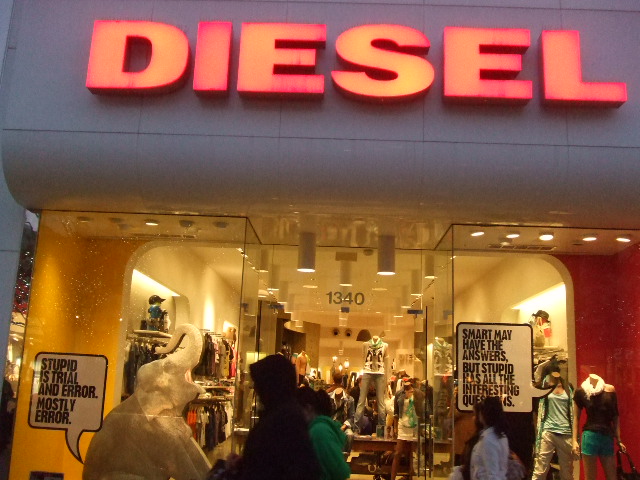 DIESEL
1340
STUPID
IS TRIAL
AND ERROR.
MOSTLY
ERROR.
SMART MAY
HAVE THE
ANSWERS,
BUT STUPID
HAS ALL THE
INTERESTING
QUESTIONS.